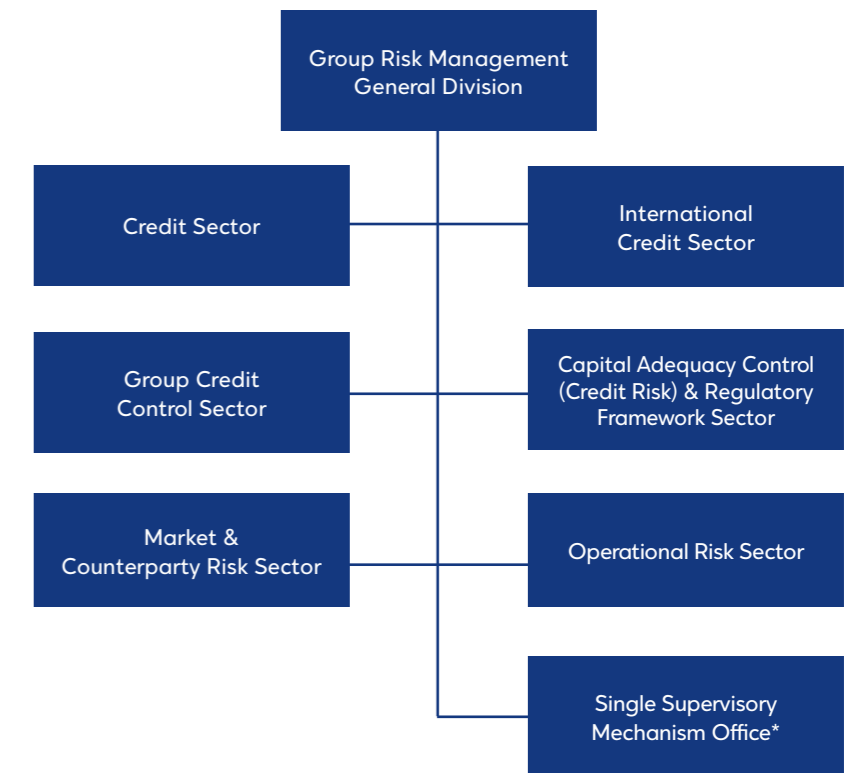 Group Risk Management
General Division
Credit Sector
International
Credit Sector
Group Credit
Control Sector
Capital Adequacy Control
(Credit Risk) & Regulatory
Framework Sector
Market &
Counterparty Risk Sector
Operational Risk Sector
Single Supervisory
Mechanism Office*